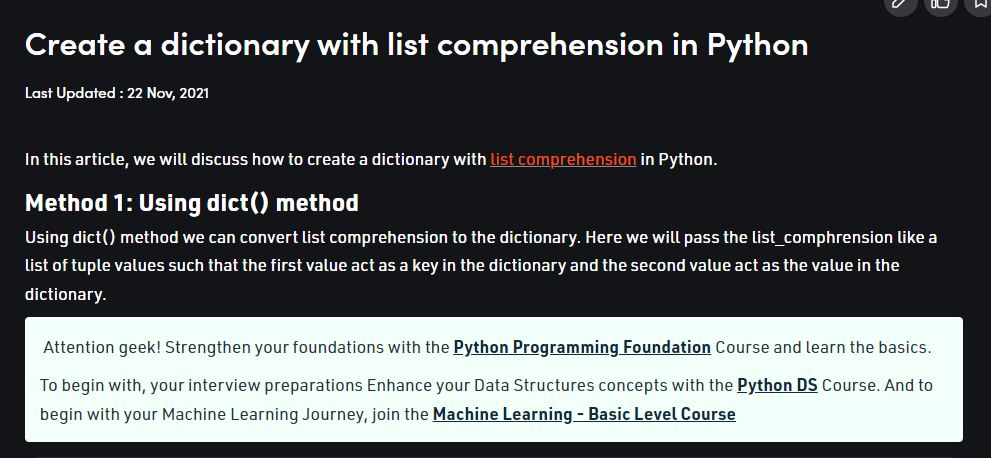 Create a dictionary with list comprehension in Python
Last Updated : 22 Nov, 2021
In this article, we will discuss how to create a dictionary with list comprehension in Python.
Method 1: Using dict() method
Using dict() method we can convert list comprehension to the dictionary. Here we will pass the list_comphrension like a
list of tuple values such that the first value act as a key in the dictionary and the second value act as the value in the
dictionary.
Attention geek! Strengthen your foundations with the Python Programming Foundation Course and learn the basics.
To begin with, your interview preparations Enhance your Data Structures concepts with the Python DS Course. And to
begin with your Machine Learning Journey, join the Machine Learning - Basic Level Course